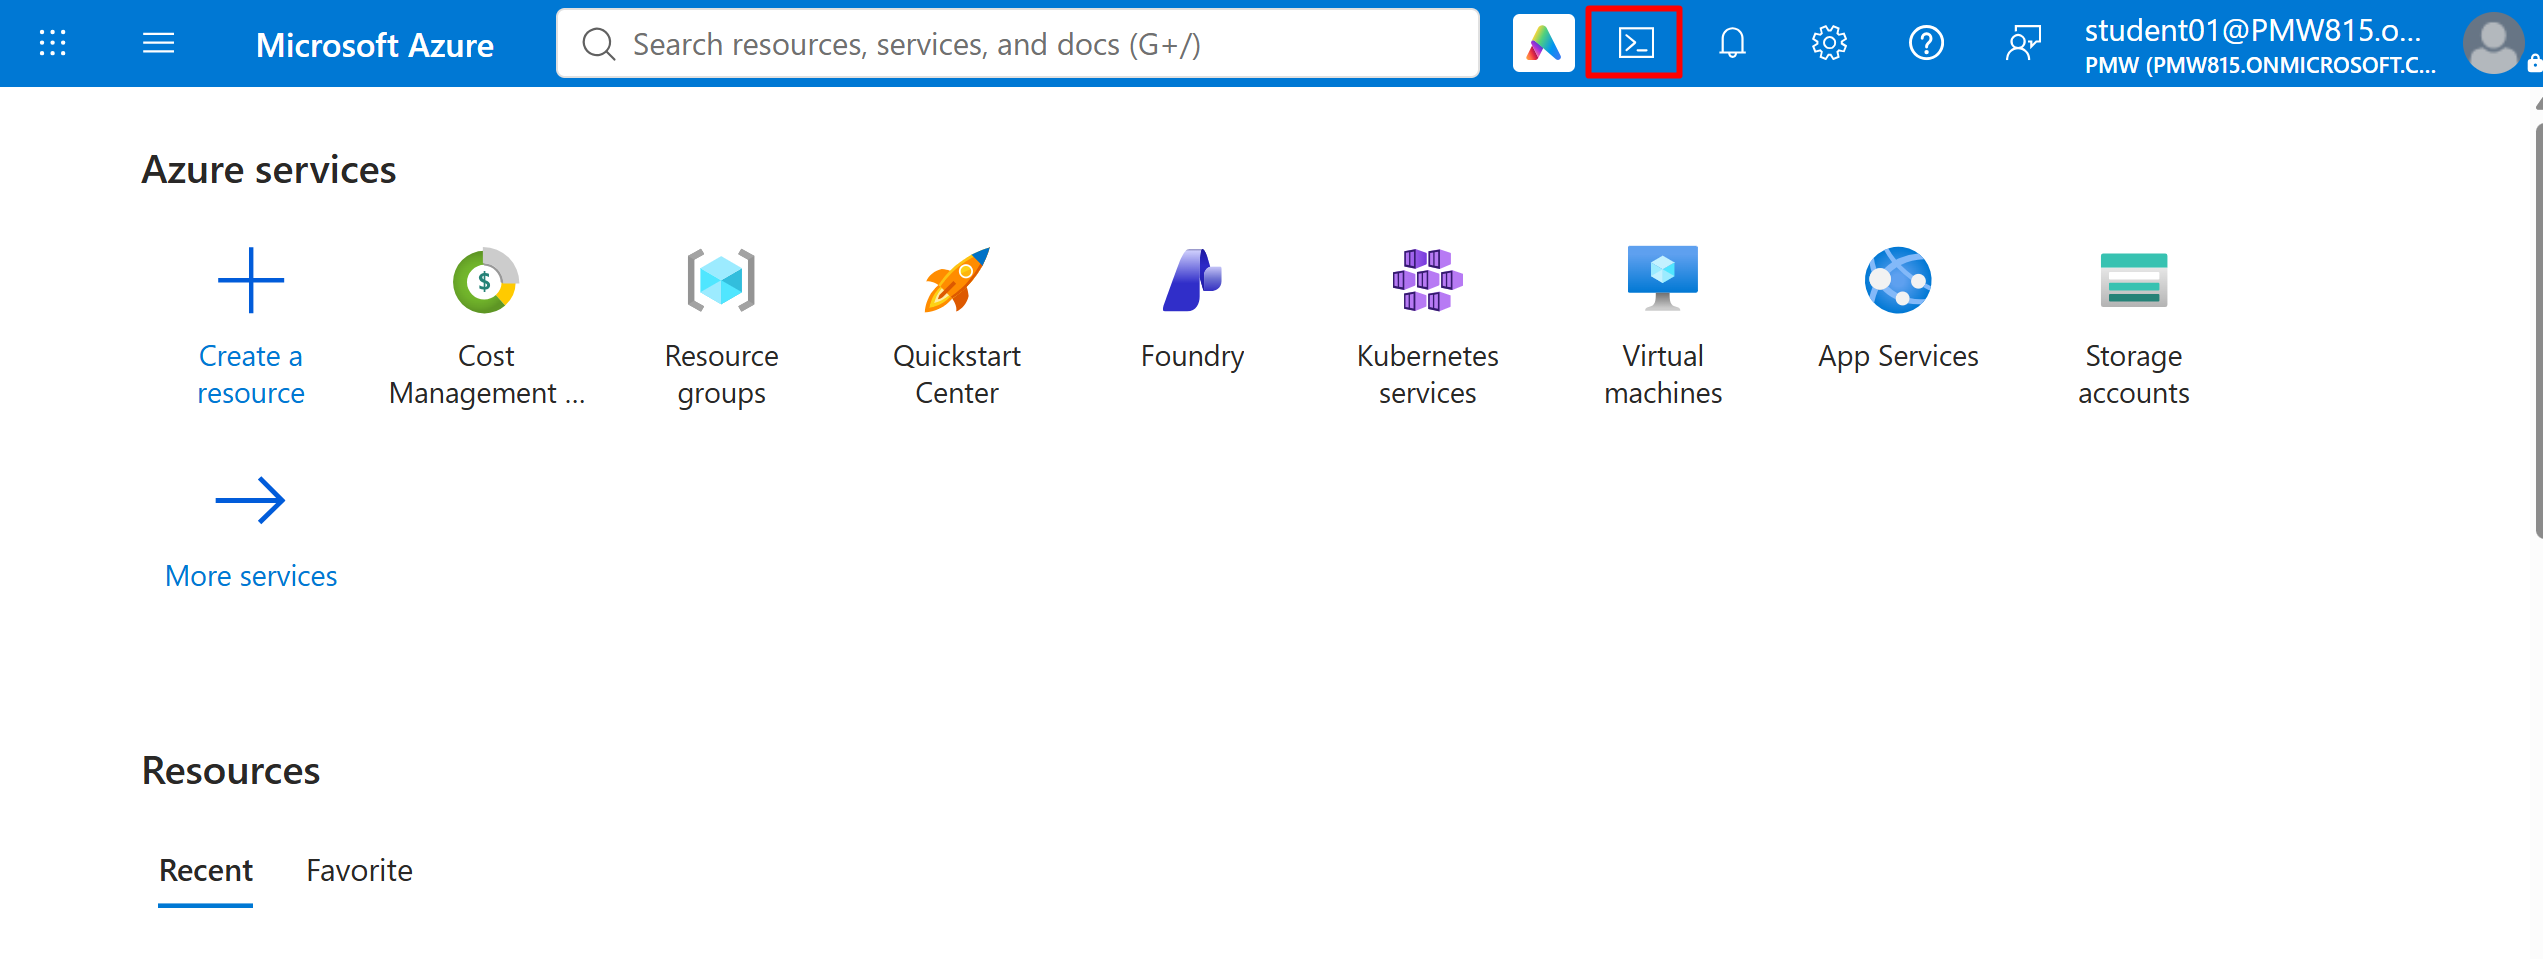 Microsoft Azure
Search resources, services, and docs (G+/)
student01@PMW815.o...
PMW (PMW815.ONMICROSOFT.C...
Azure services
Create a
resource
Cost
Management ...
Resource
groups
Quickstart
Center
Foundry
Kubernetes
services
Virtual
machines
App Services
Storage
accounts
More services
Resources
Recent
Favorite